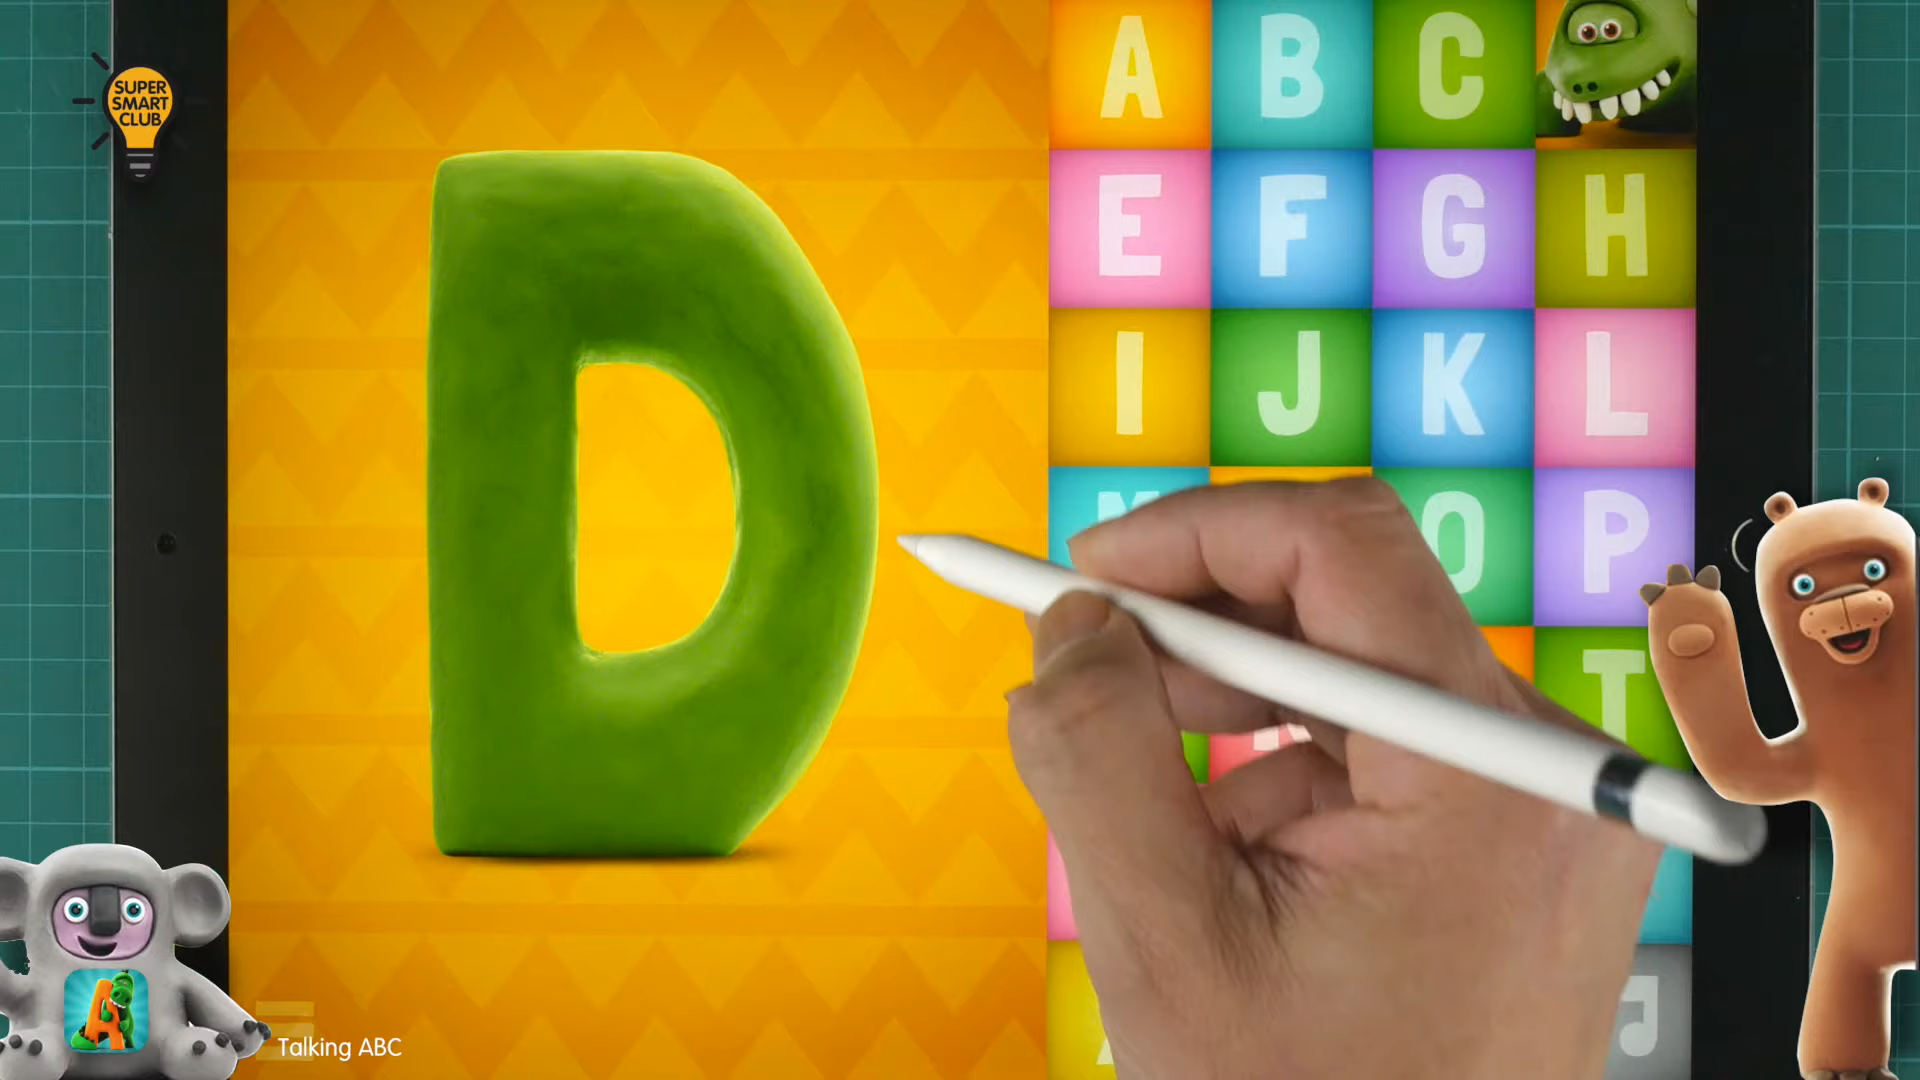 SUPER
SMART
CLUB
D
A B C
E F G H
I J K L
O P
T
A
Talking ABC